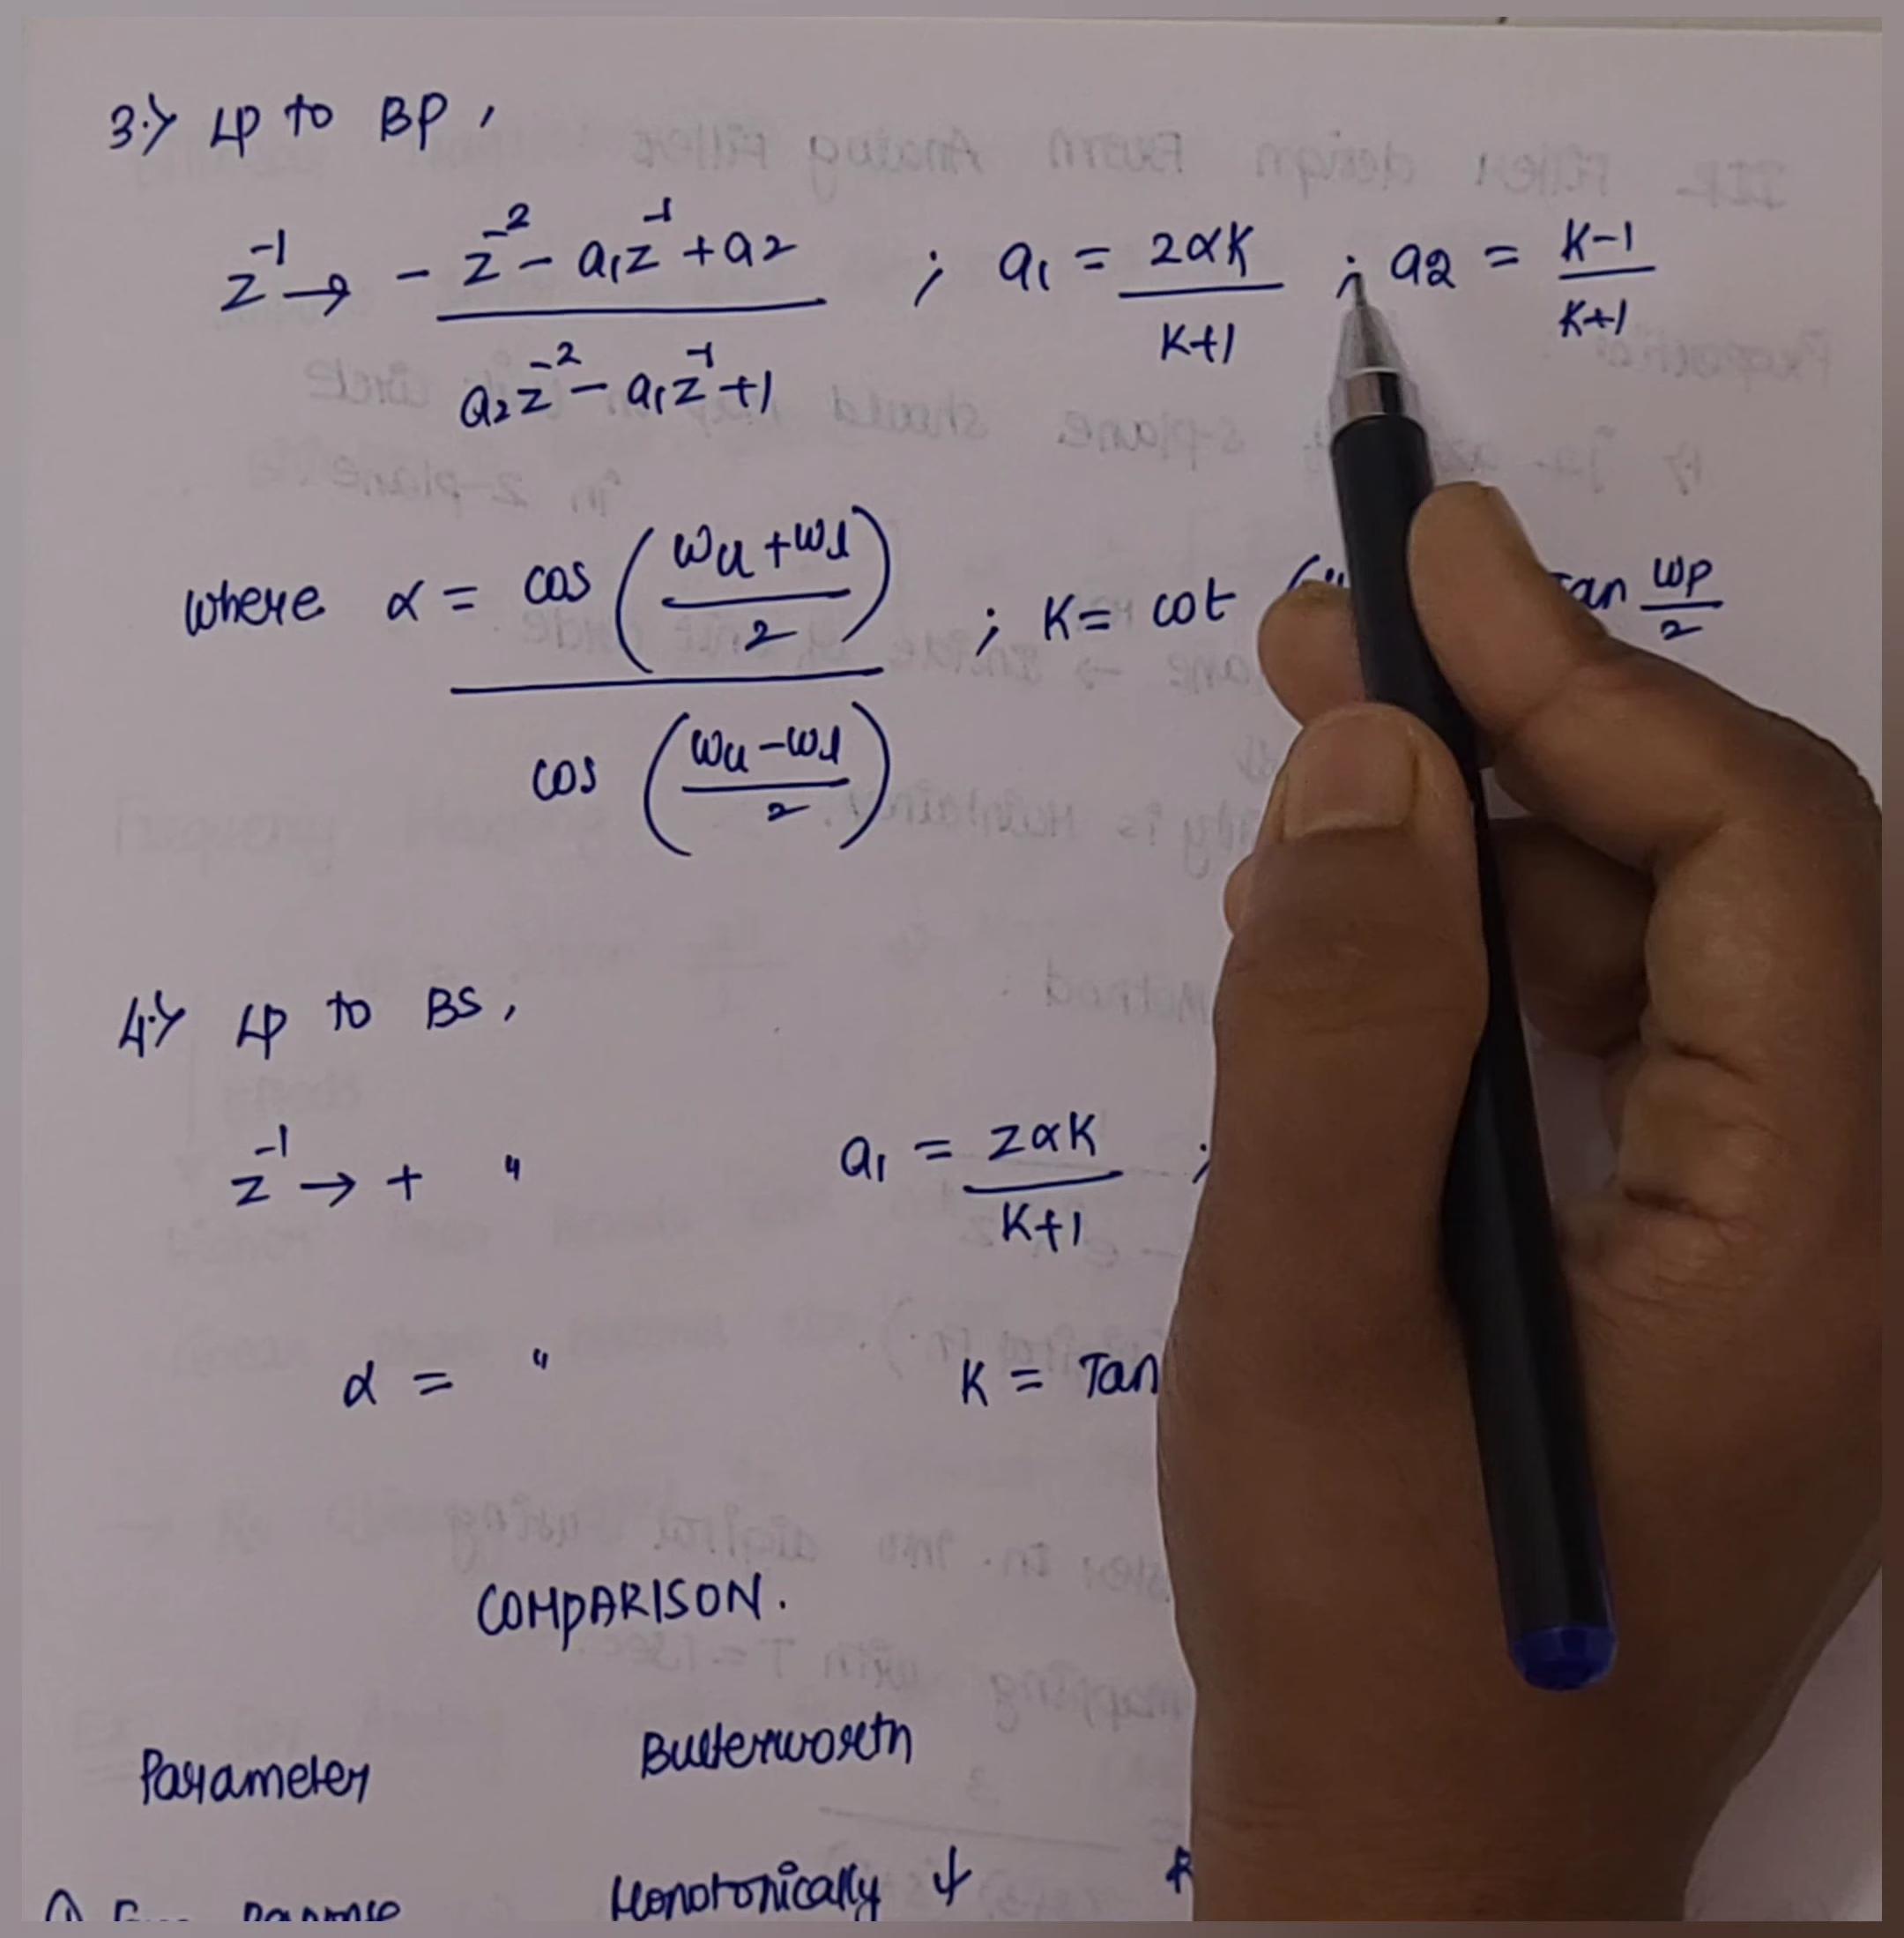 3.> LP to BP,
z^-1 → - (z^-2 - a1z^-1 + a2) / (a2z^-2 - a1z^-1 + 1) ; a1 = 2αK / K+1 ; a2 = K-1 / K+1
where α = cos (ωu + ωl / 2) / cos (ωu - ωl / 2) ; K = cot Tan ωp / 2
4.> LP to BS,
z^-1 → + " a1 = 2αK / K+1 ;
α = " K = Tan
COMPARISON.
Parameter Butterworth
Monotonically ↓